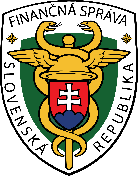 FINANČNÁ SPRÁVA
SLOVENSKÁ
REPUBLIKA